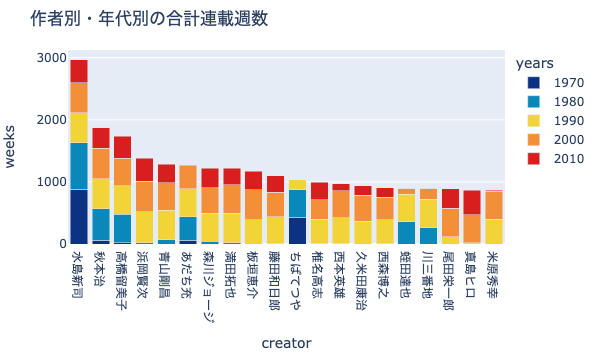 作者別・年代別の合計連載週数
years
1970
1980
1990
2000
2010
weeks
3000
2000
1000
0
水島新司
秋本治
高橋留美子
浜岡賢次
青山剛昌
あだち充
森川ジョージ
満田拓也
板垣恵介
藤田和日郎
ちばてつや
椎名高志
西本英雄
久米田康治
西森博之
蛭田達也
川三番地
尾田栄一郎
真島ヒロ
米原秀幸
creator